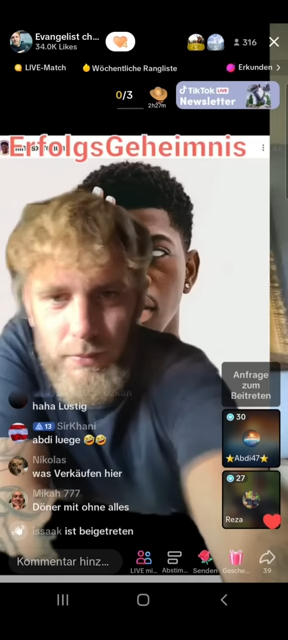 Evangelist ch...
34.0K Likes
316
LIVE-Match
Wöchentliche Rangliste
Erkunden
0/3
2h27m
TikTok LIVE
Newsletter
ErfolgsGeheimnis
Anfrage
zum
Beitreten
haha Lustig
13 SirKhani
abdi luege 🤣🤣
30
⭐Abdi47⭐
Nikolas
was Verkäufen hier
27
Reza
Mikah 777
Döner mit ohne alles
issaak ist beigetreten
Kommentar hinz...
LIVE mi...
Abstim...
Senden
Gesche...
39